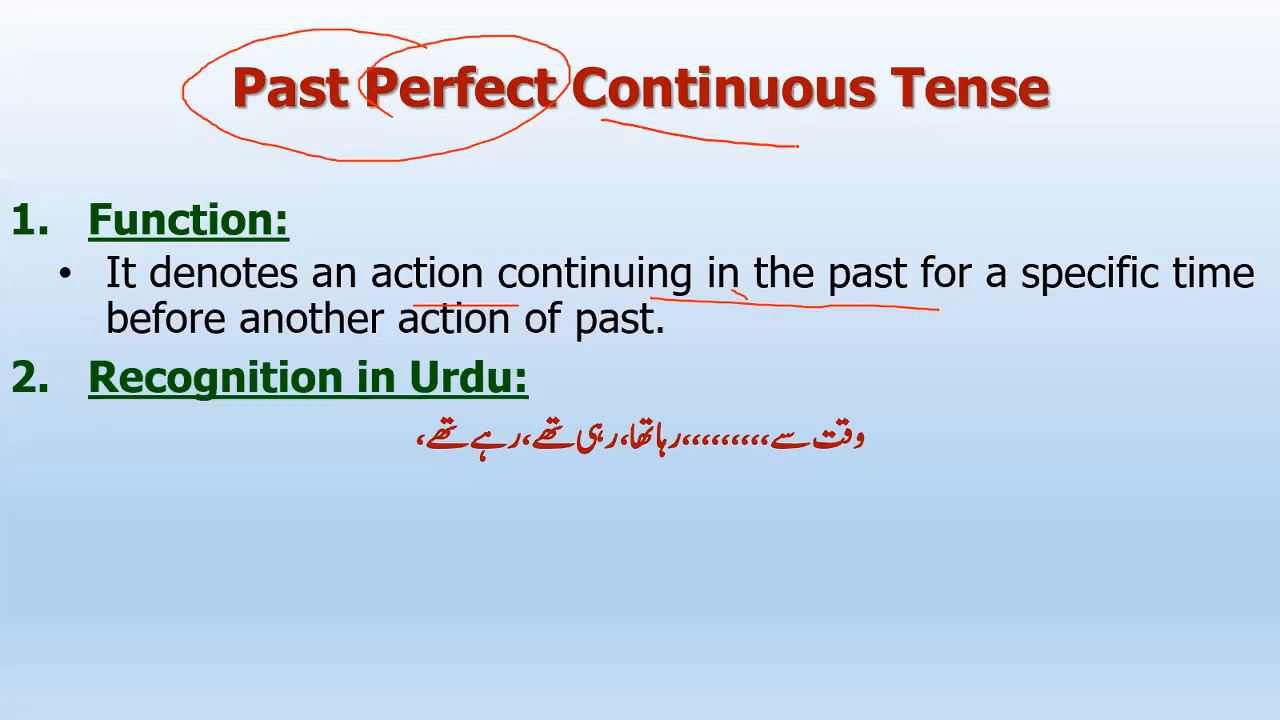 Past Perfect Continuous Tense
1. Function:
• It denotes an action continuing in the past for a specific time
before another action of past.
2. Recognition in Urdu:
وقت سے،،،،،،،،،رہا تھا، رہی تھے، رہے تھے،